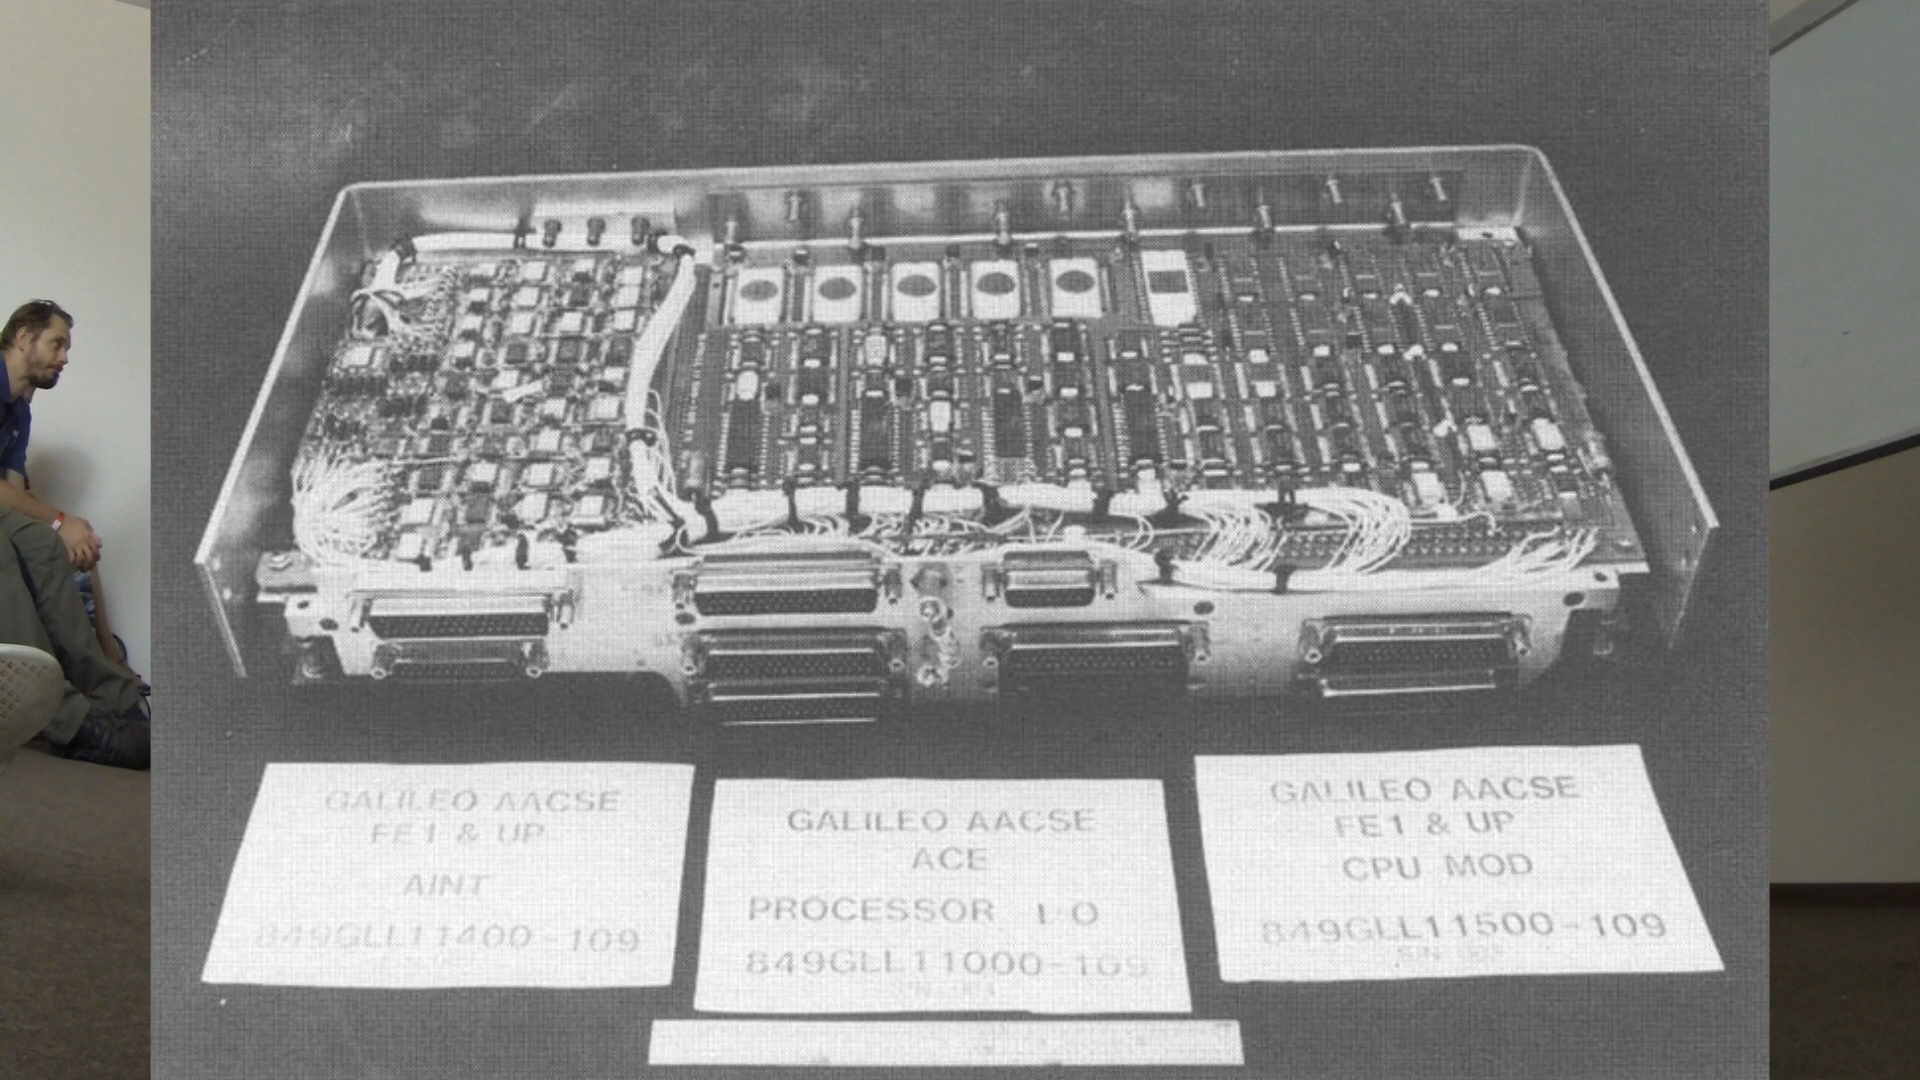 GALILEO AACSE
FE1 & UP
AINT
849GLL11400-109
GALILEO AACSE
ACE
PROCESSOR I/O
849GLL11000-109
GALILEO AACSE
FE1 & UP
CPU MOD
849GLL11500-109
S/N